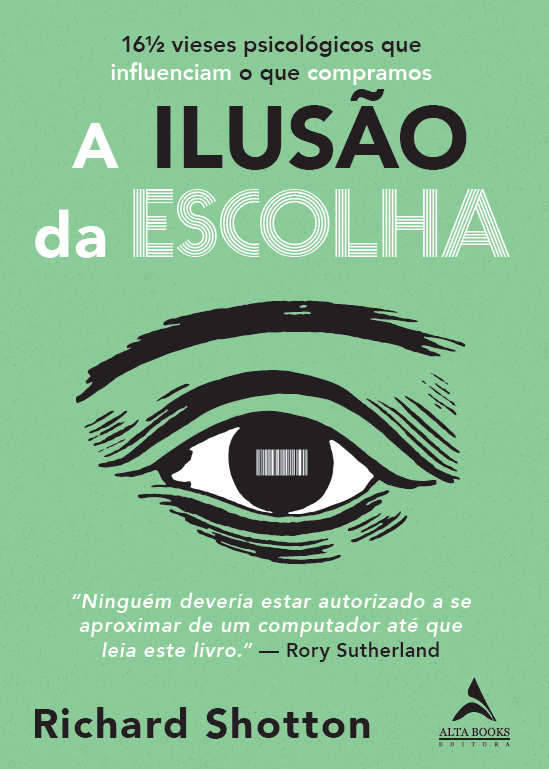 16½ vieses psicológicos que
influenciam o que compramos
A ILUSÃO
da ESCOLHA
“Ninguém deveria estar autorizado a se
aproximar de um computador até que
leia este livro.” — Rory Sutherland
Richard Shotton
ALTA BOOKS
EDITORA